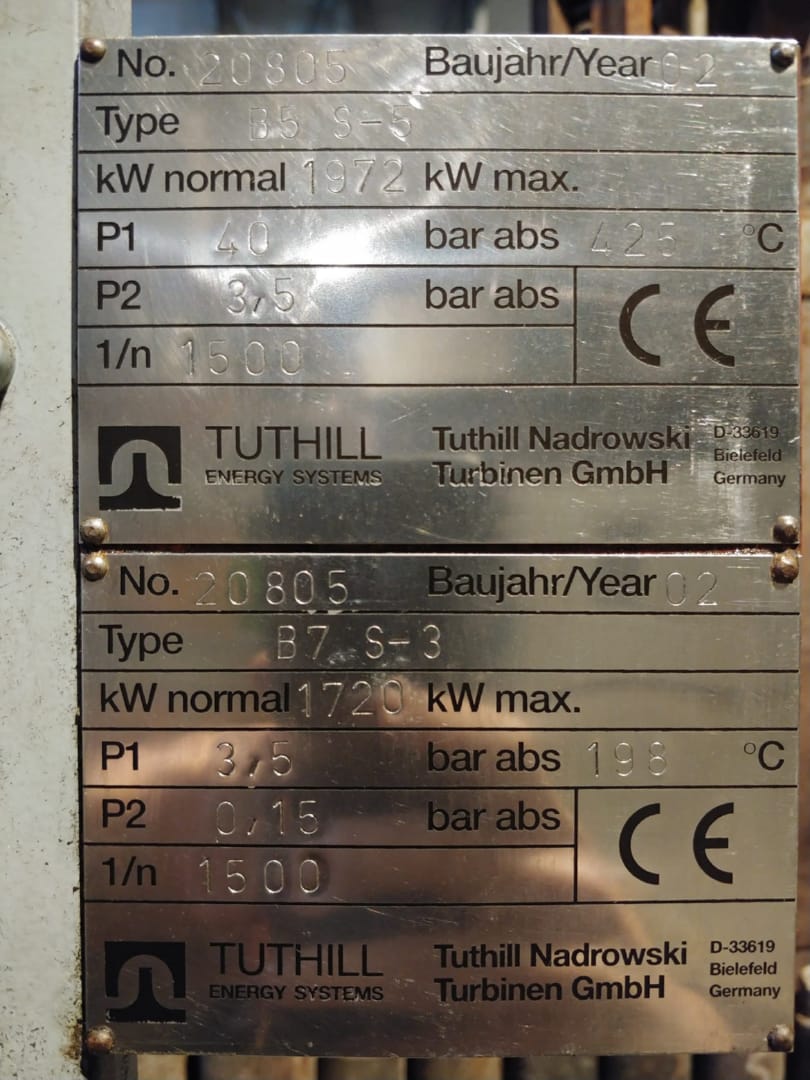 No. 20805 Baujahr/Year 02
Type B5 S-5
kW normal 1972 kW max.
P1 40 bar abs 425 °C
P2 3,5 bar abs
1/n 1500
CE
TUTHILL
ENERGY SYSTEMS
Tuthill Nadrowski
Turbinen GmbH
D-33619
Bielefeld
Germany
No. 20805 Baujahr/Year 02
Type B7 S-3
kW normal 1720 kW max.
P1 3,5 bar abs 198 °C
P2 0,15 bar abs
1/n 1500
CE
TUTHILL
ENERGY SYSTEMS
Tuthill Nadrowski
Turbinen GmbH
D-33619
Bielefeld
Germany